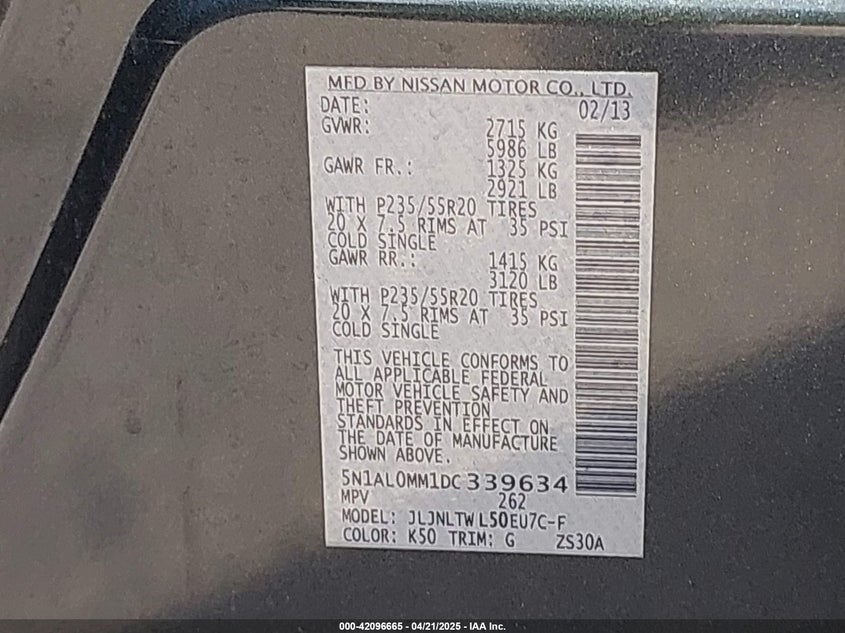 MFD BY NISSAN MOTOR CO., LTD.
DATE: 02/13
GVWR: 2715 KG
5986 LB
GAWR FR.: 1325 KG
2921 LB
WITH P235/55R20 TIRES
20 X 7.5 RIMS AT 35 PSI
COLD SINGLE
GAWR RR.: 1415 KG
3120 LB
WITH P235/55R20 TIRES
20 X 7.5 RIMS AT 35 PSI
COLD SINGLE
THIS VEHICLE CONFORMS TO
ALL APPLICABLE FEDERAL
MOTOR VEHICLE SAFETY AND
THEFT PREVENTION
STANDARDS IN EFFECT ON
THE DATE OF MANUFACTURE
SHOWN ABOVE.
5N1AL0MM1DC339634
MPV 262
MODEL: JLJNLTWL50EU7C-F
COLOR: K50 TRIM: G ZS30A
000-42096665 / 04/21/2025 - IAA Inc.